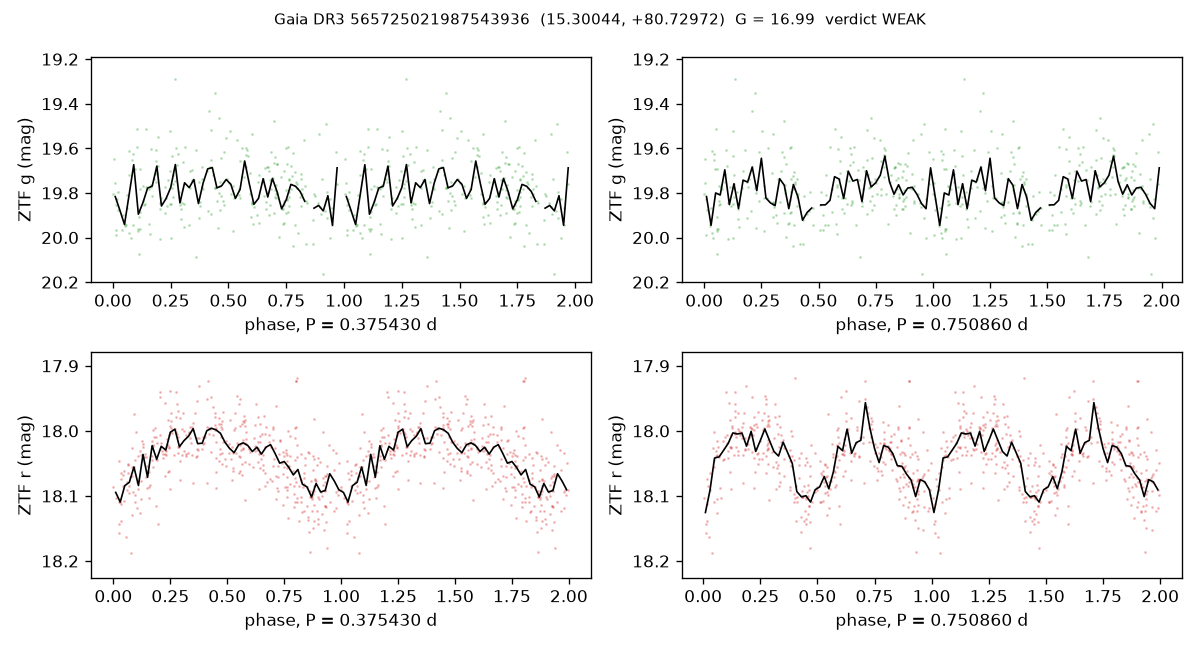 Gaia DR3 565725021987543936 (15.30044, +80.72972) G = 16.99 verdict WEAK
19.2
19.4
19.6
19.8
20.0
20.2
ZTF g (mag)
0.00 0.25 0.50 0.75 1.00 1.25 1.50 1.75 2.00
phase, P = 0.375430 d
19.2
19.4
19.6
19.8
20.0
20.2
ZTF g (mag)
0.00 0.25 0.50 0.75 1.00 1.25 1.50 1.75 2.00
phase, P = 0.750860 d
17.9
18.0
18.1
18.2
ZTF r (mag)
0.00 0.25 0.50 0.75 1.00 1.25 1.50 1.75 2.00
phase, P = 0.375430 d
17.9
18.0
18.1
18.2
ZTF r (mag)
0.00 0.25 0.50 0.75 1.00 1.25 1.50 1.75 2.00
phase, P = 0.750860 d